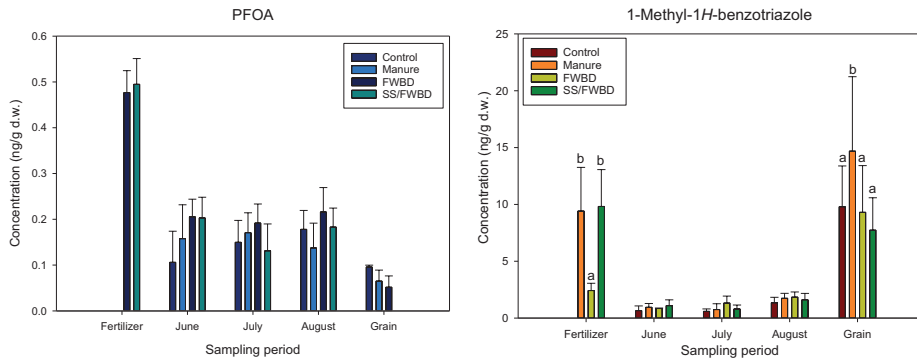 PFOA
Concentration (ng/g d.w.)
0.6
0.5
0.4
0.3
0.2
0.1
0.0
Control
Manure
FWBD
SS/FWBD
Fertilizer June July August Grain
Sampling period
1-Methyl-1H-benzotriazole
Concentration (ng/g d.w.)
25
20
15
10
5
0
Control
Manure
FWBD
SS/FWBD
b
a
b
a
b
a
a
Fertilizer June July August Grain
Sampling period